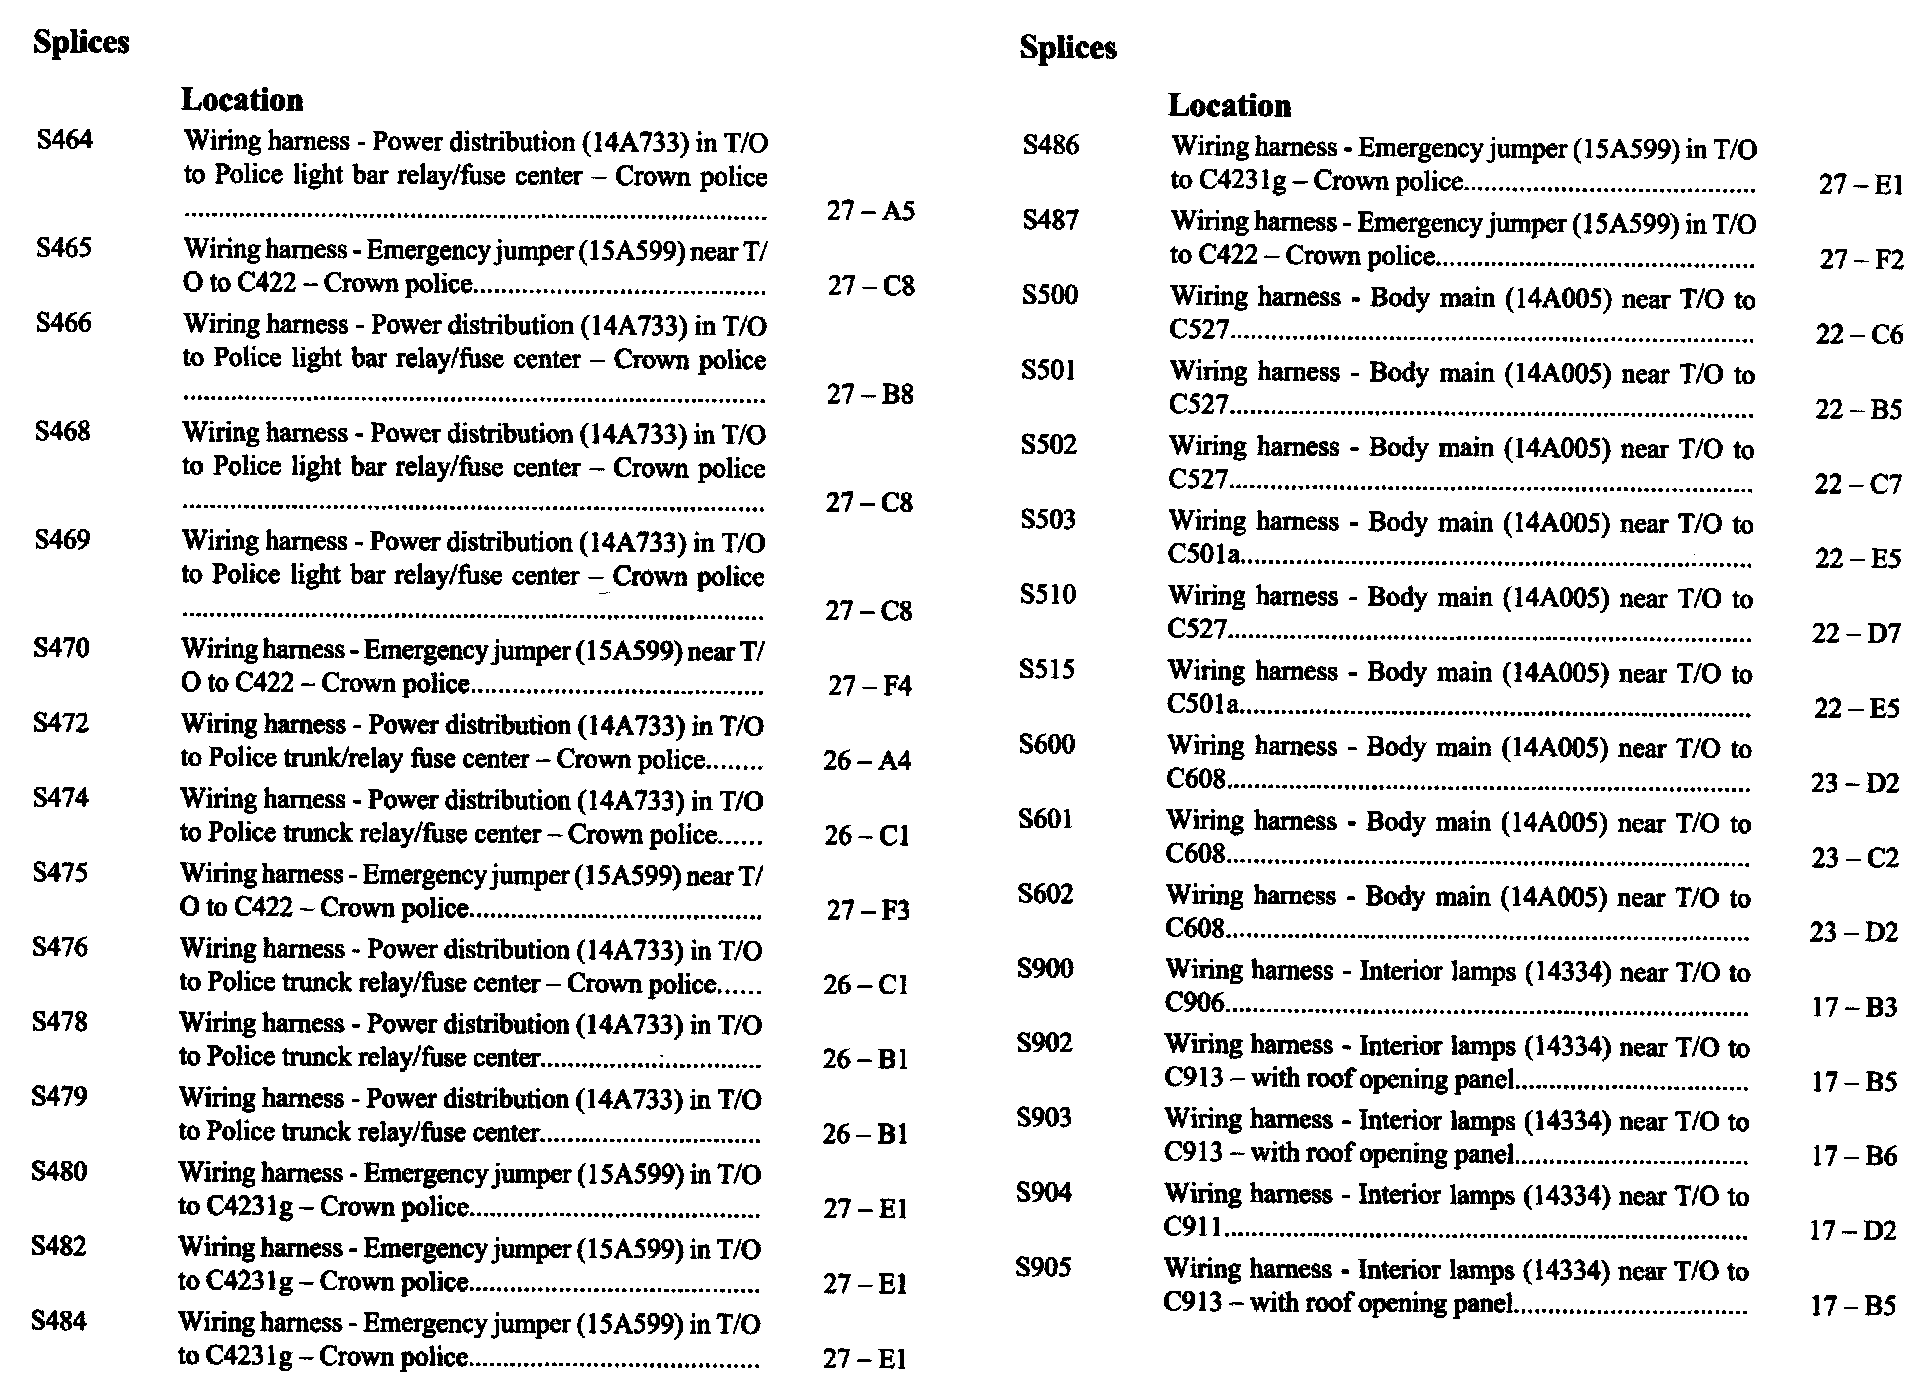 Splices
Location
S464 Wiring harness - Power distribution (14A733) in T/O
to Police light bar relay/fuse center – Crown police
.......................................................................................... 27 – A5
S465 Wiring harness - Emergency jumper (15A599) near T/
O to C422 – Crown police............................................. 27 – C8
S466 Wiring harness - Power distribution (14A733) in T/O
to Police light bar relay/fuse center – Crown police
.......................................................................................... 27 – B8
S468 Wiring harness - Power distribution (14A733) in T/O
to Police light bar relay/fuse center – Crown police
.......................................................................................... 27 – C8
S469 Wiring harness - Power distribution (14A733) in T/O
to Police light bar relay/fuse center – Crown police
.......................................................................................... 27 – C8
S470 Wiring harness - Emergency jumper (15A599) near T/
O to C422 – Crown police............................................. 27 – F4
S472 Wiring harness - Power distribution (14A733) in T/O
to Police trunk/relay fuse center – Crown police........ 26 – A4
S474 Wiring harness - Power distribution (14A733) in T/O
to Police trunck relay/fuse center – Crown police...... 26 – C1
S475 Wiring harness - Emergency jumper (15A599) near T/
O to C422 – Crown police............................................. 27 – F3
S476 Wiring harness - Power distribution (14A733) in T/O
to Police trunck relay/fuse center – Crown police...... 26 – C1
S478 Wiring harness - Power distribution (14A733) in T/O
to Police trunck relay/fuse center.................................. 26 – B1
S479 Wiring harness - Power distribution (14A733) in T/O
to Police trunck relay/fuse center.................................. 26 – B1
S480 Wiring harness - Emergency jumper (15A599) in T/O
to C4231g – Crown police............................................. 27 – E1
S482 Wiring harness - Emergency jumper (15A599) in T/O
to C4231g – Crown police............................................. 27 – E1
S484 Wiring harness - Emergency jumper (15A599) in T/O
to C4231g – Crown police............................................. 27 – E1
Splices
Location
S486 Wiring harness - Emergency jumper (15A599) in T/O
to C4231g – Crown police............................................. 27 – E1
S487 Wiring harness - Emergency jumper (15A599) in T/O
to C422 – Crown police................................................. 27 – F2
S500 Wiring harness - Body main (14A005) near T/O to
C527................................................................................. 22 – C6
S501 Wiring harness - Body main (14A005) near T/O to
C527................................................................................. 22 – B5
S502 Wiring harness - Body main (14A005) near T/O to
C527................................................................................. 22 – C7
S503 Wiring harness - Body main (14A005) near T/O to
C501a............................................................................... 22 – E5
S510 Wiring harness - Body main (14A005) near T/O to
C527................................................................................. 22 – D7
S515 Wiring harness - Body main (14A005) near T/O to
C501a............................................................................... 22 – E5
S600 Wiring harness - Body main (14A005) near T/O to
C608................................................................................. 23 – D2
S601 Wiring harness - Body main (14A005) near T/O to
C608................................................................................. 23 – C2
S602 Wiring harness - Body main (14A005) near T/O to
C608................................................................................. 23 – D2
S900 Wiring harness - Interior lamps (14334) near T/O to
C906................................................................................. 17 – B3
S902 Wiring harness - Interior lamps (14334) near T/O to
C913 – with roof opening panel.................................... 17 – B5
S903 Wiring harness - Interior lamps (14334) near T/O to
C913 – with roof opening panel.................................... 17 – B6
S904 Wiring harness - Interior lamps (14334) near T/O to
C911................................................................................. 17 – D2
S905 Wiring harness - Interior lamps (14334) near T/O to
C913 – with roof opening panel.................................... 17 – B5